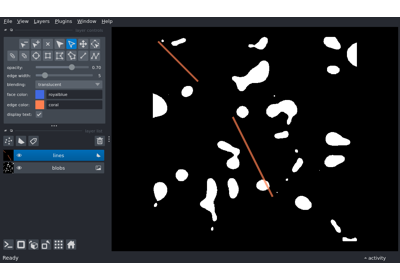 File View Layers Plugins Window Help
opacity: 0.70
edge width: 5
blending: translucent
face color: royalblue
edge color: coral
display text: ✓
lines
blobs
Ready
activity